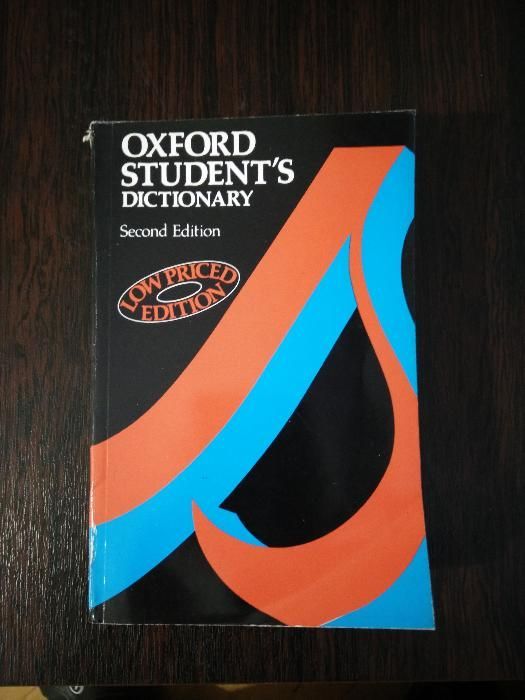 OXFORD
STUDENT'S
DICTIONARY
Second Edition
LOW PRICED
EDITION